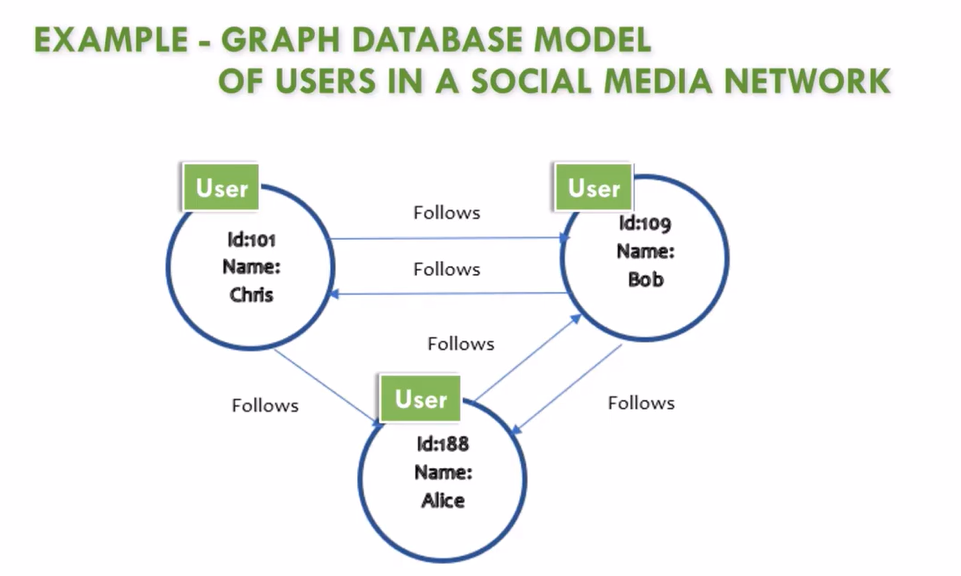 EXAMPLE - GRAPH DATABASE MODEL
OF USERS IN A SOCIAL MEDIA NETWORK
User
Id:101
Name:
Chris
Follows
Follows
User
Id:109
Name:
Bob
Follows
Follows
Follows
User
Id:188
Name:
Alice